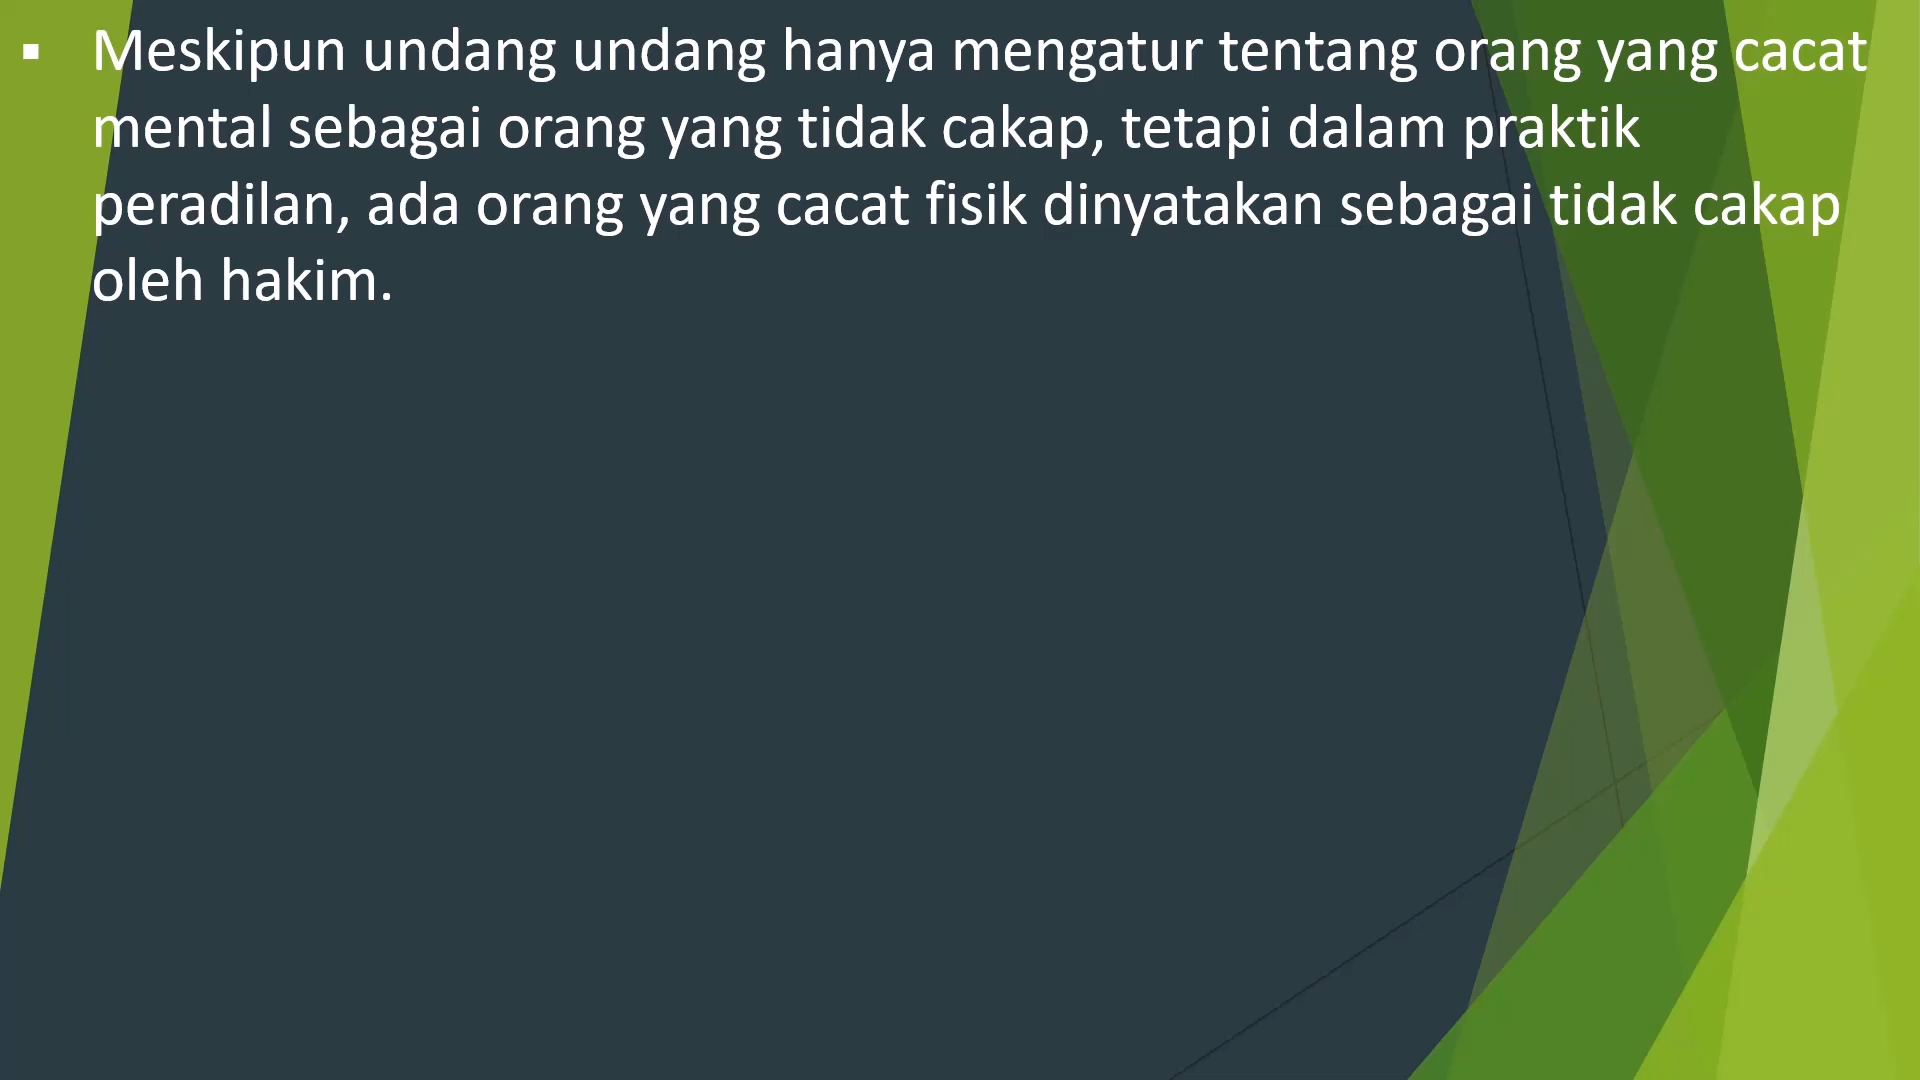 ▪ Meskipun undang undang hanya mengatur tentang orang yang cacat
mental sebagai orang yang tidak cakap, tetapi dalam praktik
peradilan, ada orang yang cacat fisik dinyatakan sebagai tidak cakap
oleh hakim.